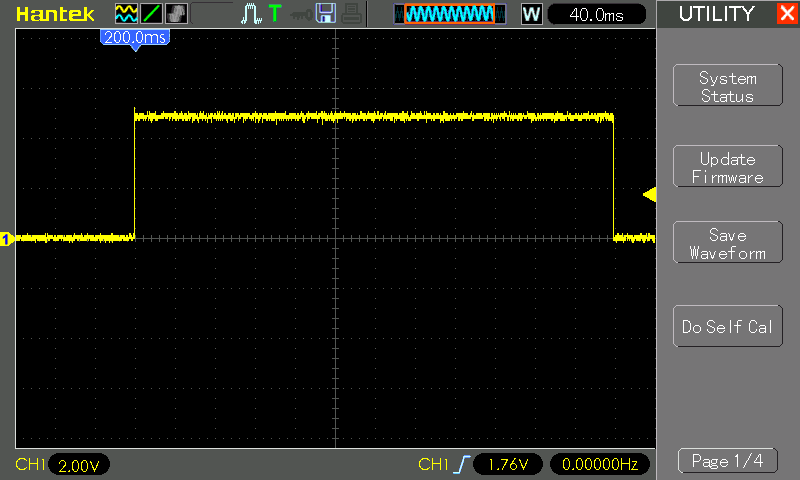 Hantek
T
W
40.0ms
UTILITY
200.0ms
System
Status
Update
Firmware
Save
Waveform
Do Self Cal
1
CH1 2.00V
CH1 1.76V 0.00000Hz
Page 1/4